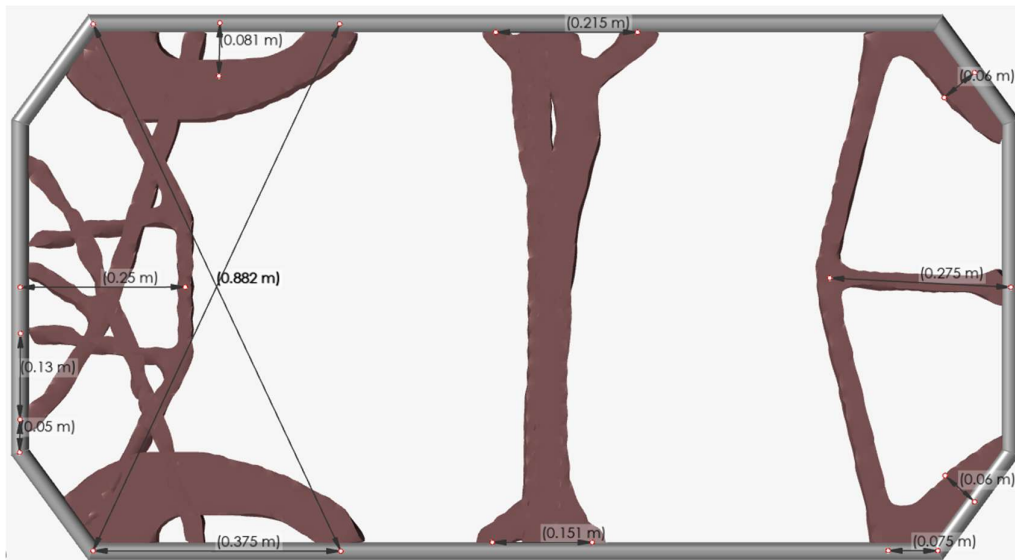 (0.215 m)
(0.081 m)
(0.06 m)
(0.25 m)
(0.882 m)
(0.275 m)
(0.13 m)
(0.05 m)
(0.06 m)
(0.151 m)
(0.375 m)
(0.075 m)